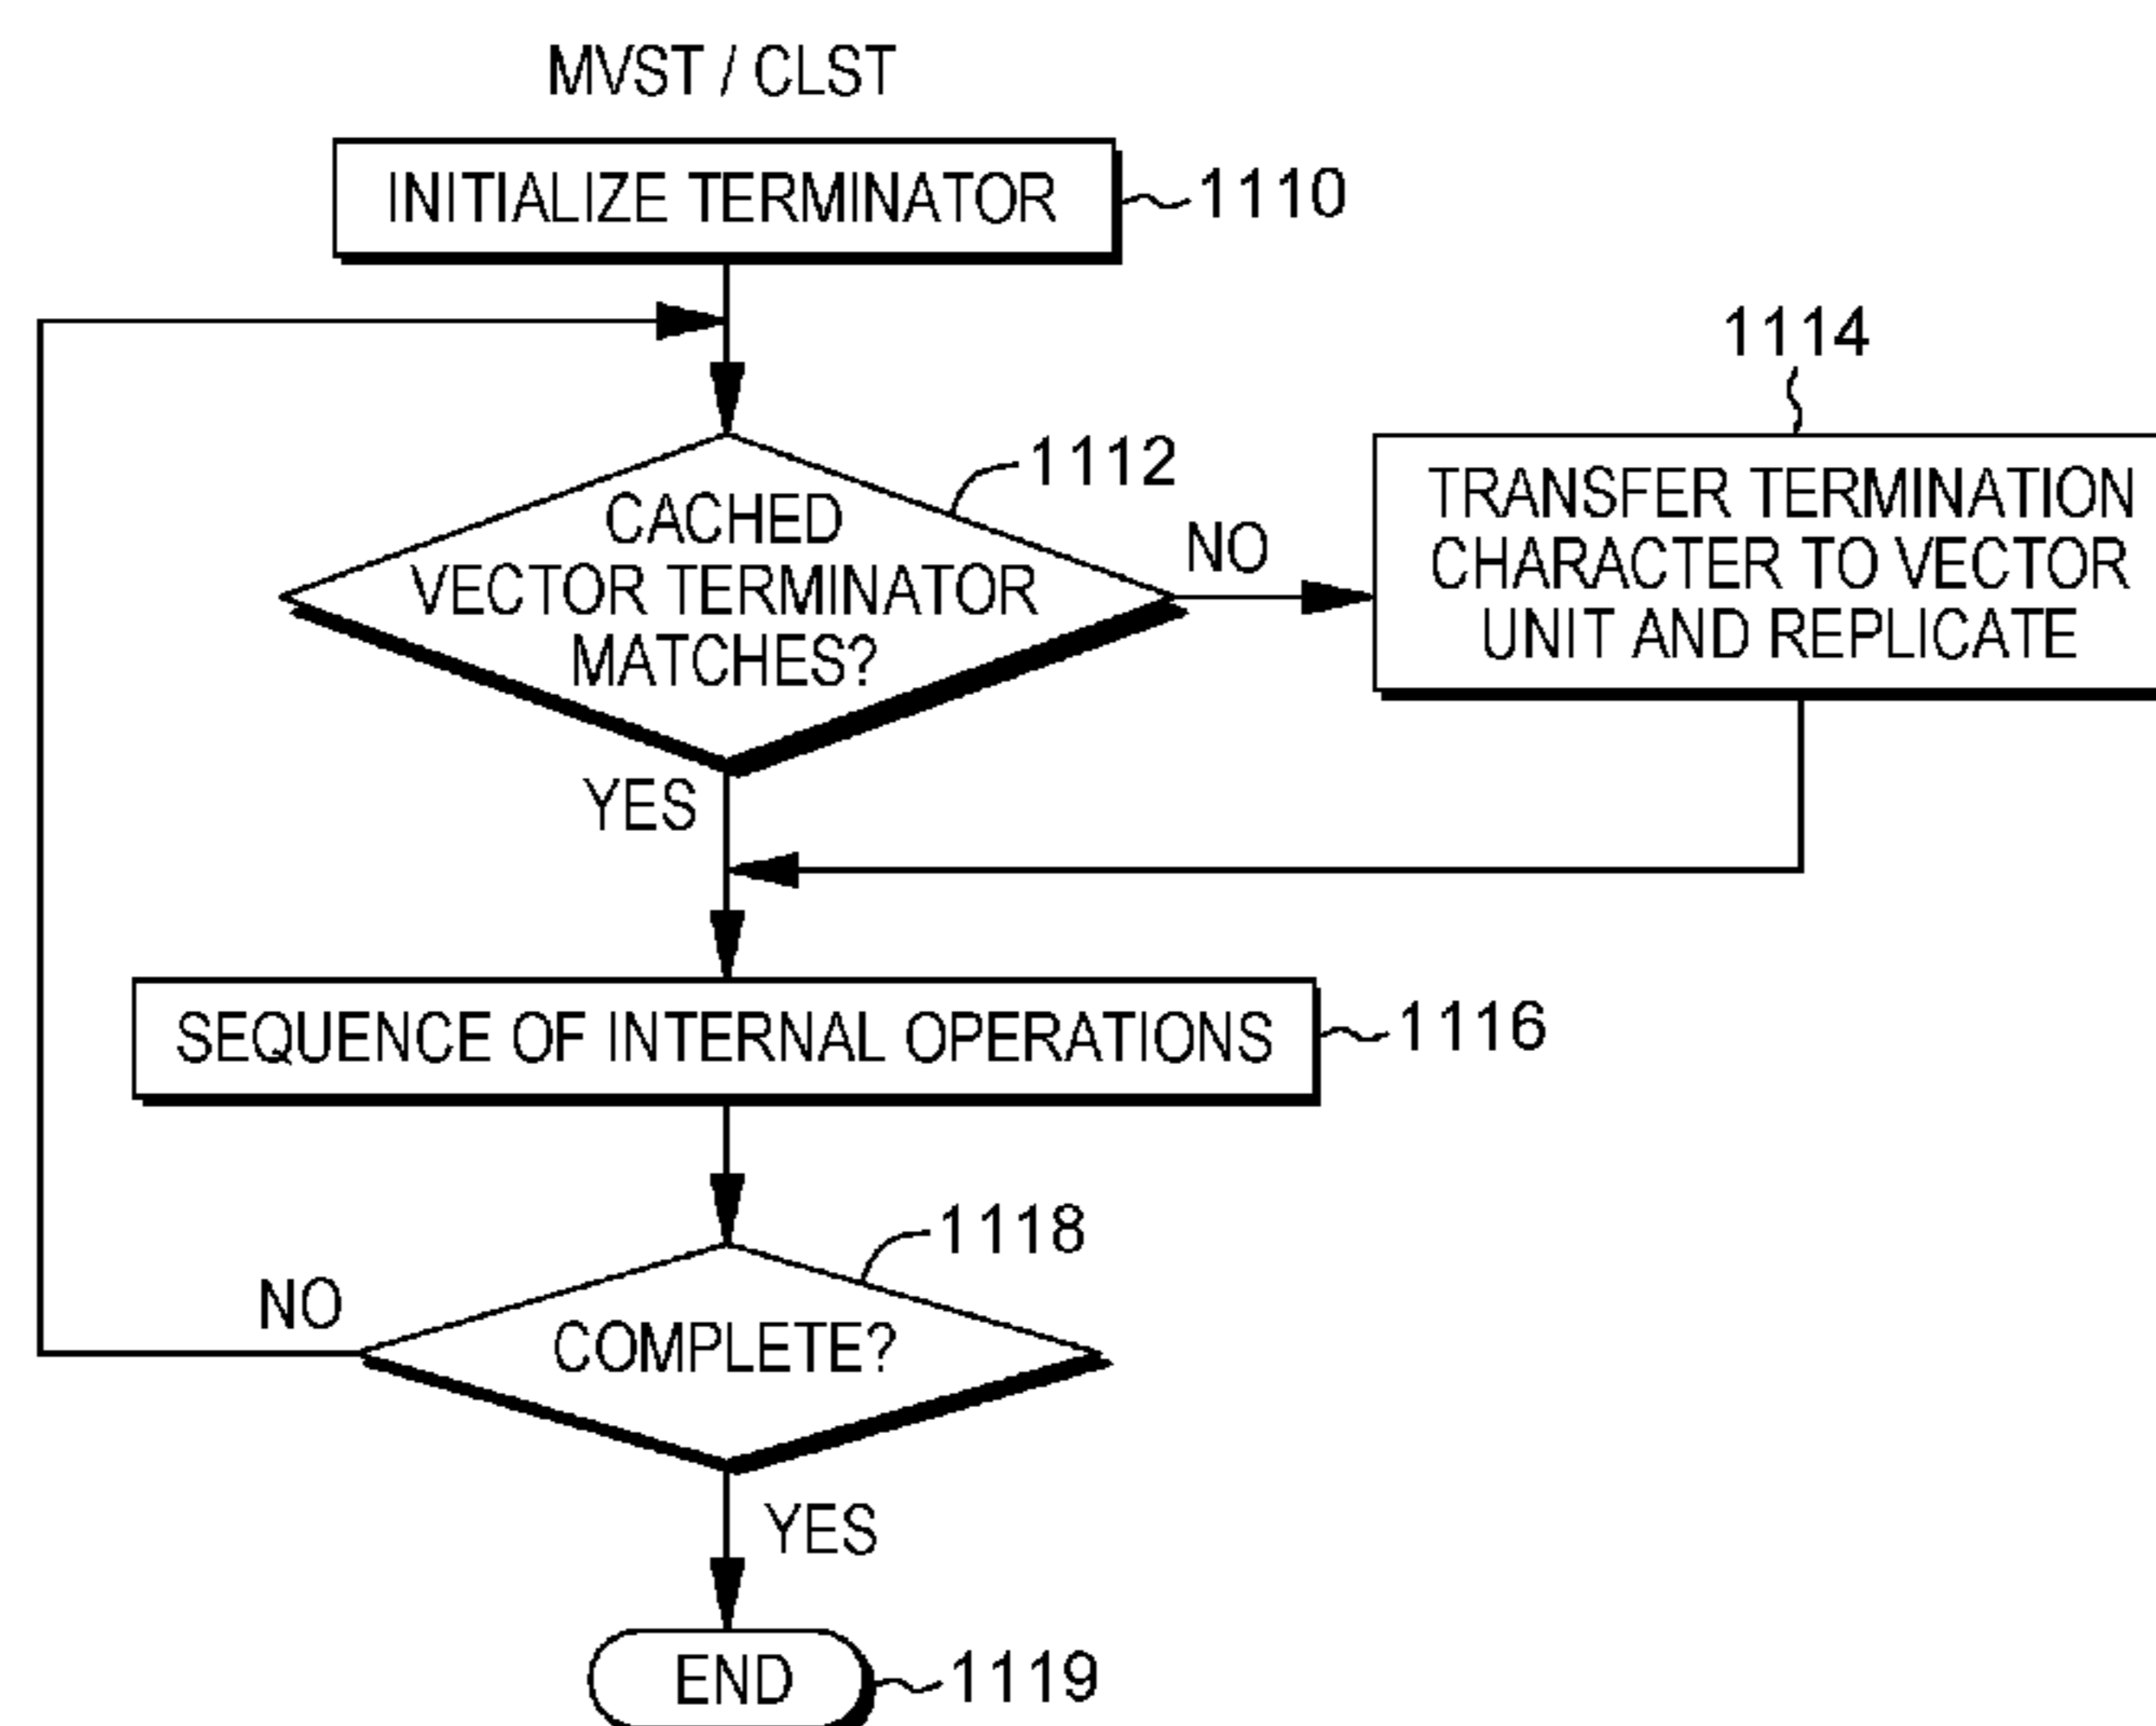 MVST / CLST
INITIALIZE TERMINATOR
1110
1112
CACHED
VECTOR TERMINATOR
MATCHES?
NO
1114
TRANSFER TERMINATION
CHARACTER TO VECTOR
UNIT AND REPLICATE
YES
SEQUENCE OF INTERNAL OPERATIONS
1116
1118
COMPLETE?
NO
YES
END
1119